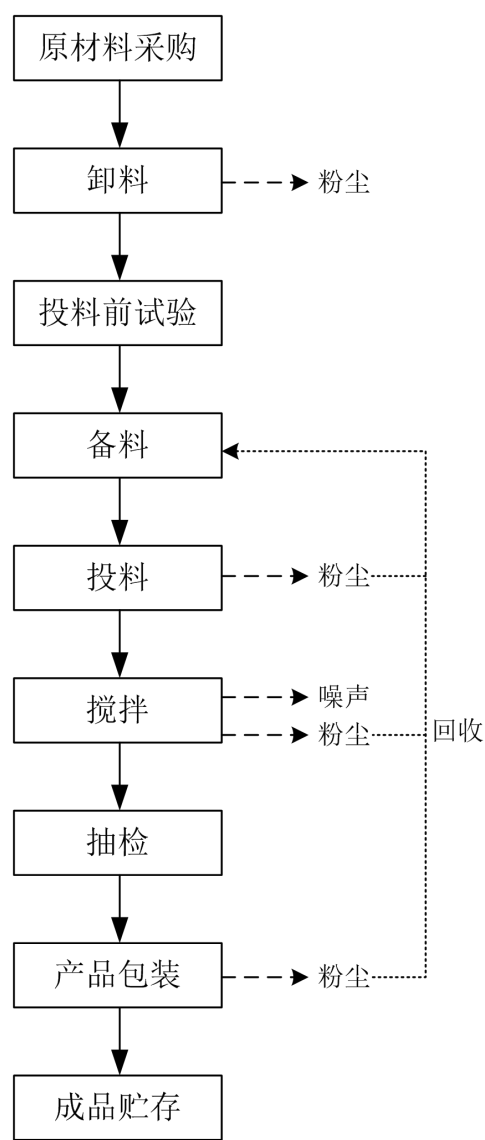 原材料采购
卸料
粉尘
投料前试验
备料
投料
粉尘
搅拌
噪声
粉尘
回收
抽检
产品包装
粉尘
成品贮存